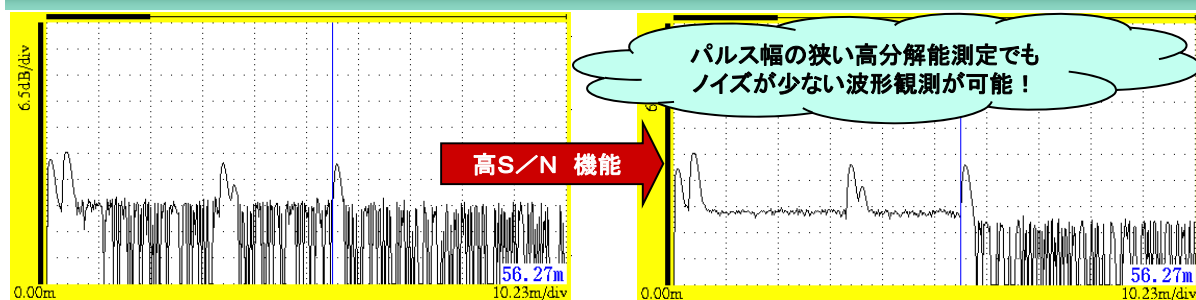 パルス幅の狭い高分解能測定でも
ノイズが少ない波形観測が可能！
6.5dB/div
高S／N 機能
56.27m
0.00m
10.23m/div
6
56.27m
0.00m
10.23m/div